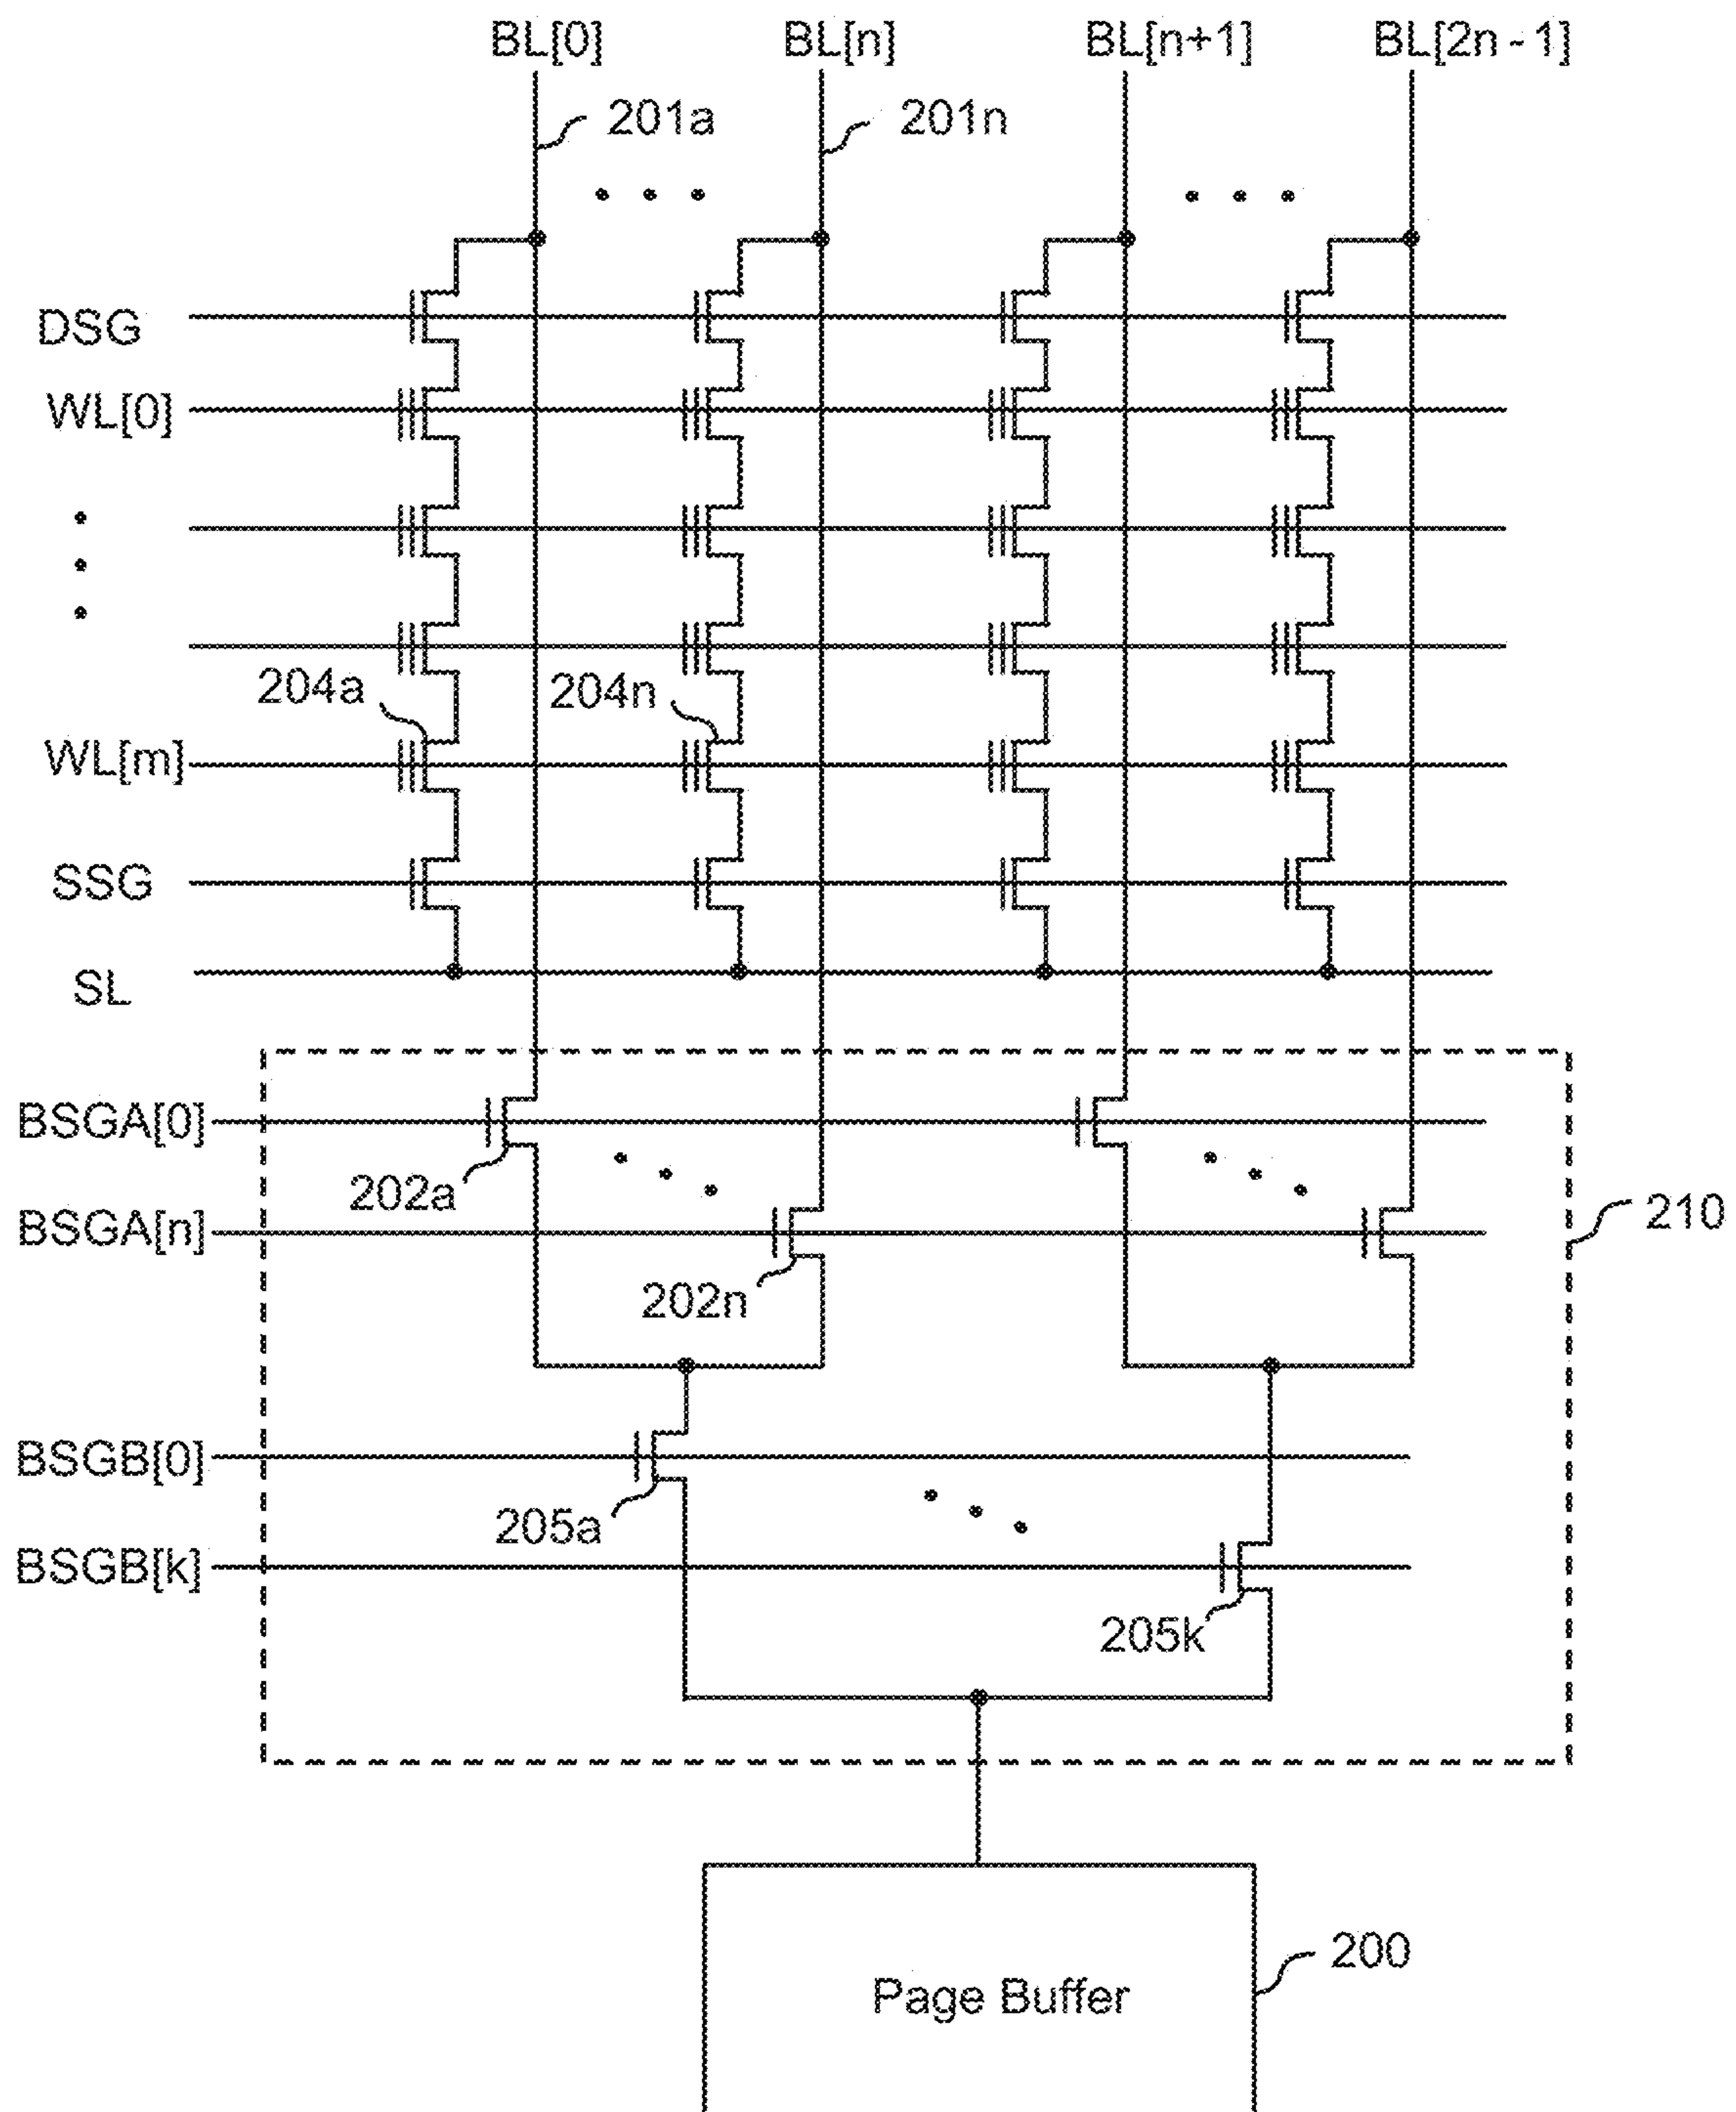 BL[0] BL[n] BL[n+1] BL[2n-1]
201a 201n
DSG
WL[0]
204a 204n
WL[m]
SSG
SL
BSGA[0]
202a
BSGA[n] 210
202n
BSGB[0]
205a
BSGB[k]
205k
200
Page Buffer